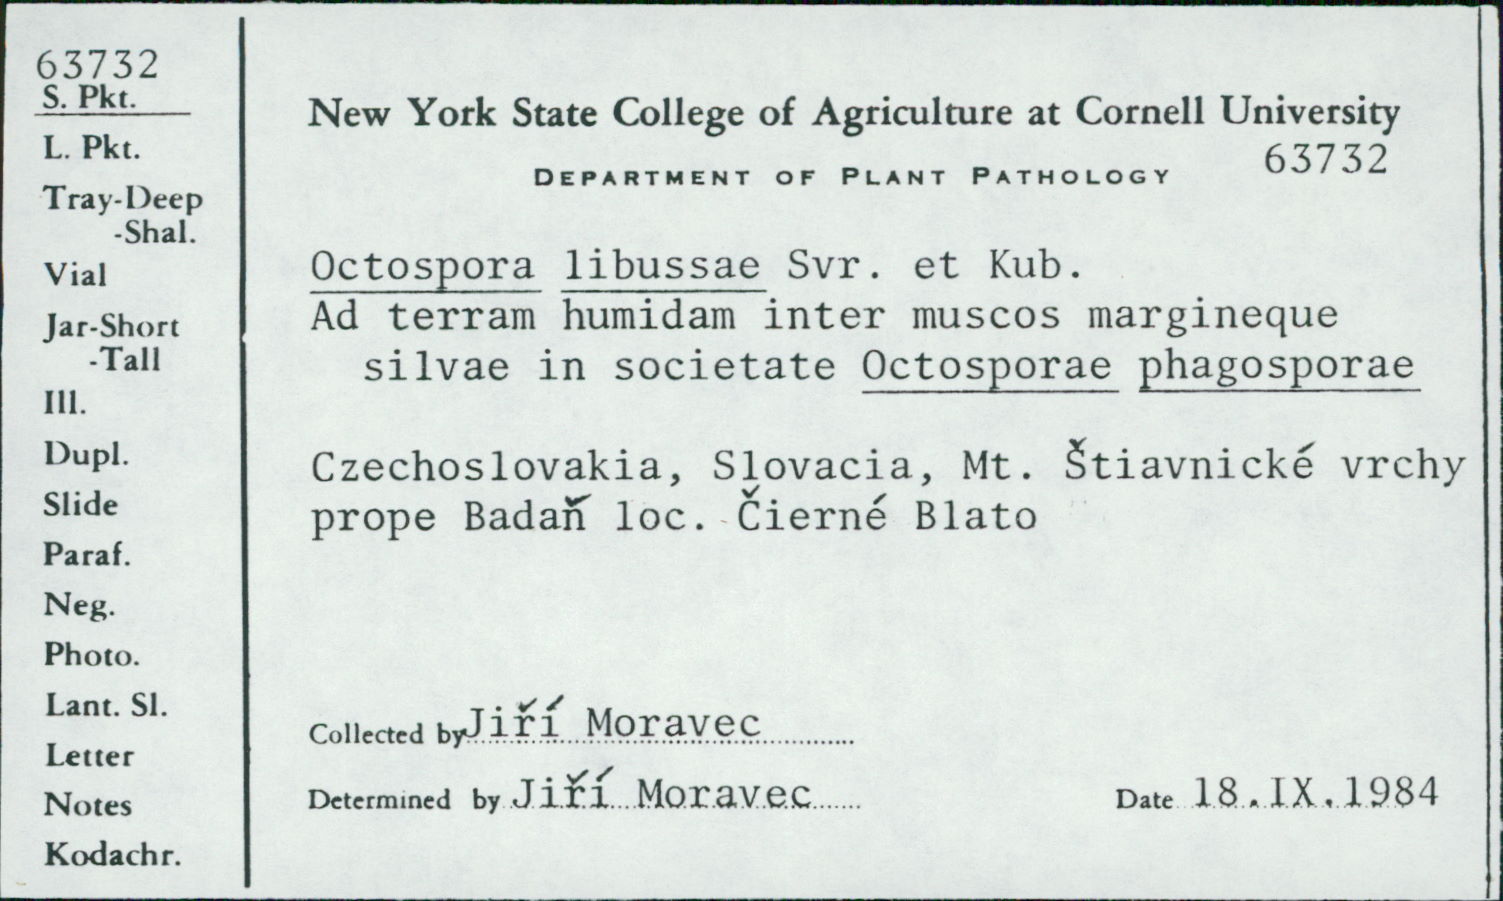 63732
S. Pkt.
L. Pkt.
Tray-Deep
-Shal.
Vial
Jar-Short
-Tall
Ill.
Dupl.
Slide
Paraf.
Neg.
Photo.
Lant. Sl.
Letter
Notes
Kodachr.
New York State College of Agriculture at Cornell University
DEPARTMENT OF PLANT PATHOLOGY 63732
Octospora libussae Svr. et Kub.
Ad terram humidam inter muscos margineque
silvae in societate Octosporae phagosporae
Czechoslovakia, Slovacia, Mt. Štiavnické vrchy
prope Badaň loc. Čierné Blato
Collected by Jiří Moravec
Determined by Jiří Moravec Date 18.IX.1984